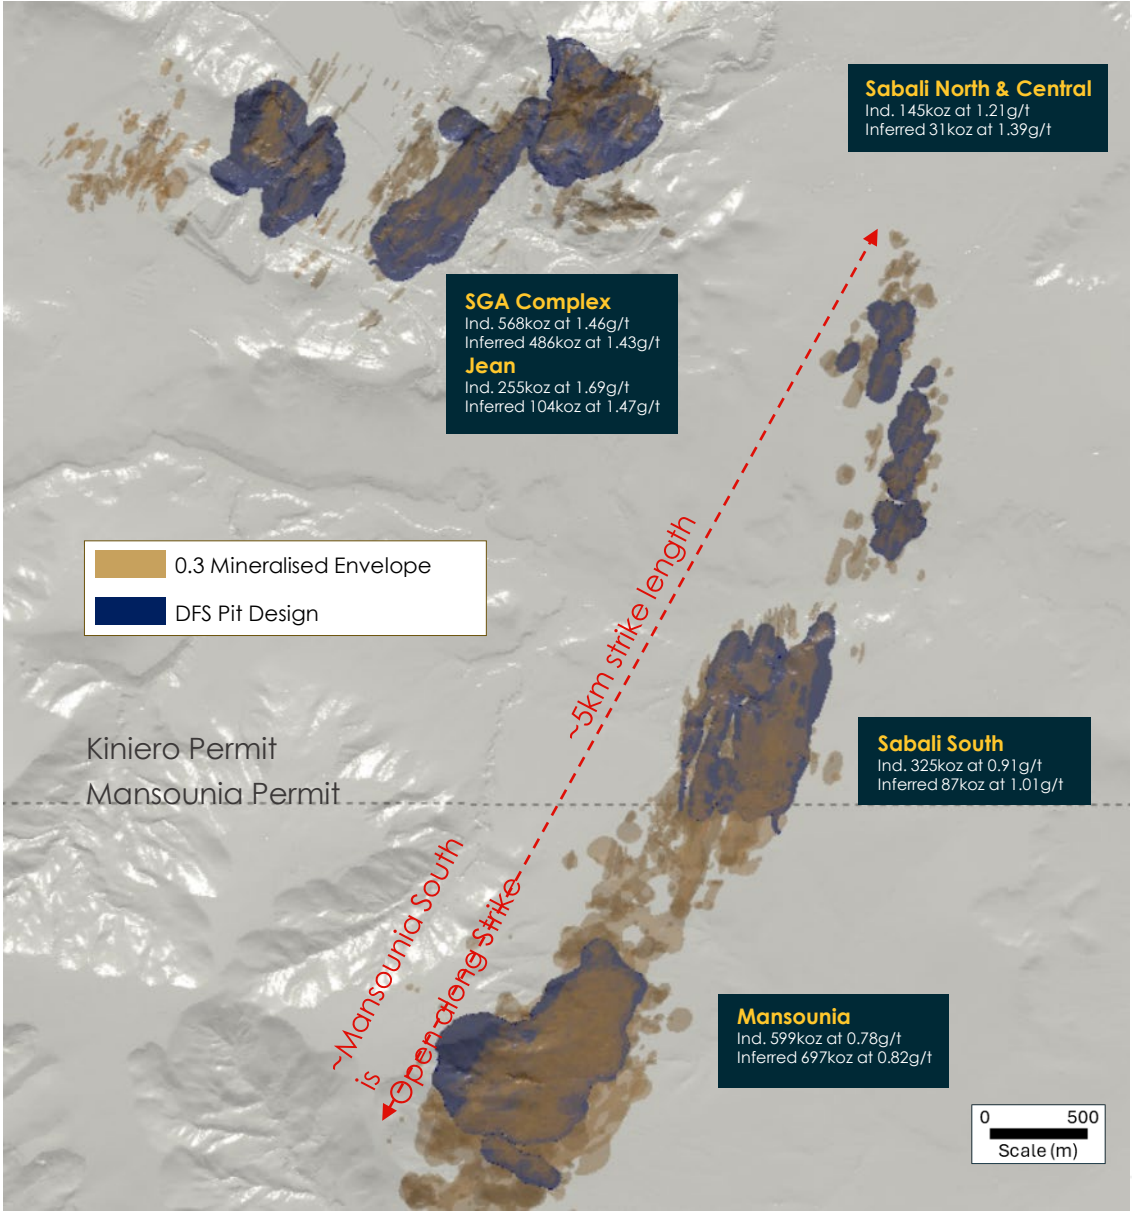 Sabali North & Central
Ind. 145koz at 1.21g/t
Inferred 31koz at 1.39g/t
SGA Complex
Ind. 568koz at 1.46g/t
Inferred 486koz at 1.43g/t
Jean
Ind. 255koz at 1.69g/t
Inferred 104koz at 1.47g/t
0.3 Mineralised Envelope
DFS Pit Design
~5km strike length
Kiniero Permit
Mansounia Permit
Sabali South
Ind. 325koz at 0.91g/t
Inferred 87koz at 1.01g/t
~Mansounia South
is
Open along Strike
Mansounia
Ind. 599koz at 0.78g/t
Inferred 697koz at 0.82g/t
0 500
Scale (m)